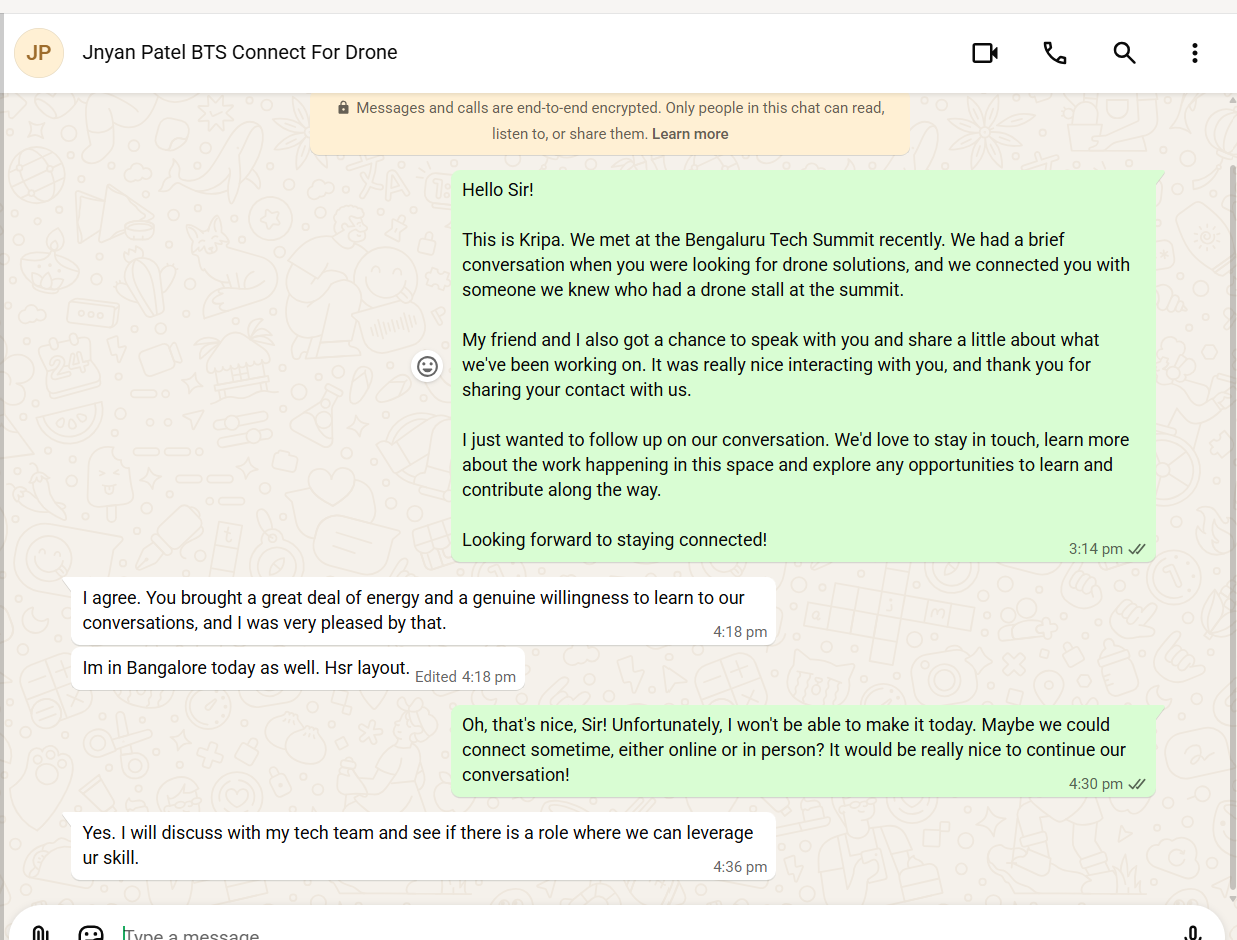 JP
Jnyan Patel BTS Connect For Drone
Messages and calls are end-to-end encrypted. Only people in this chat can read,
listen to, or share them. Learn more
Hello Sir!
This is Kripa. We met at the Bengaluru Tech Summit recently. We had a brief
conversation when you were looking for drone solutions, and we connected you with
someone we knew who had a drone stall at the summit.
My friend and I also got a chance to speak with you and share a little about what
we've been working on. It was really nice interacting with you, and thank you for
sharing your contact with us.
I just wanted to follow up on our conversation. We'd love to stay in touch, learn more
about the work happening in this space and explore any opportunities to learn and
contribute along the way.
Looking forward to staying connected!
3:14 pm
I agree. You brought a great deal of energy and a genuine willingness to learn to our
conversations, and I was very pleased by that.
4:18 pm
Im in Bangalore today as well. Hsr layout.
Edited 4:18 pm
Oh, that's nice, Sir! Unfortunately, I won't be able to make it today. Maybe we could
connect sometime, either online or in person? It would be really nice to continue our
conversation!
4:30 pm
Yes. I will discuss with my tech team and see if there is a role where we can leverage
ur skill.
4:36 pm
Type a message